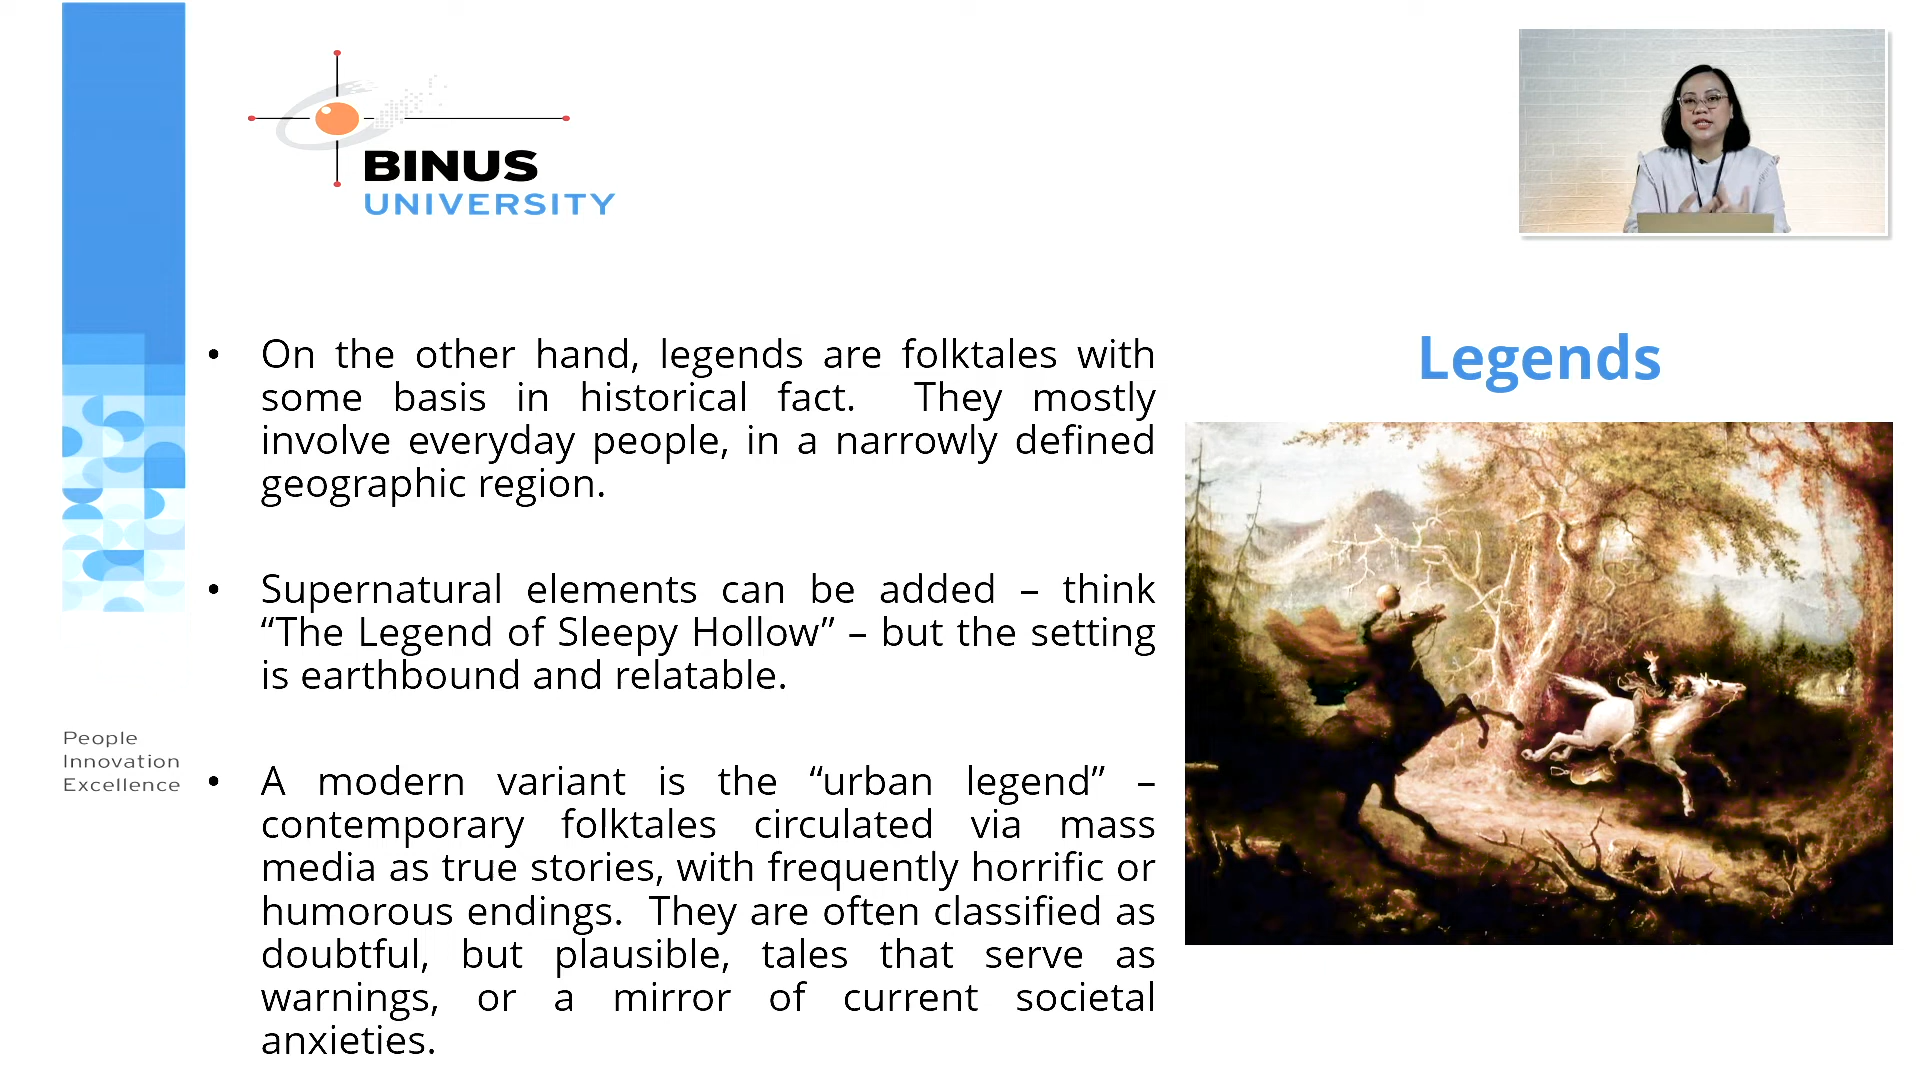 BINUS
UNIVERSITY
Legends
• On the other hand, legends are folktales with
some basis in historical fact.  They mostly
involve everyday people, in a narrowly defined
geographic region.
• Supernatural elements can be added – think
“The Legend of Sleepy Hollow” – but the setting
is earthbound and relatable.
• A modern variant is the “urban legend” –
contemporary folktales circulated via mass
media as true stories, with frequently horrific or
humorous endings.  They are often classified as
doubtful, but plausible, tales that serve as
warnings, or a mirror of current societal
anxieties.
People
Innovation
Excellence